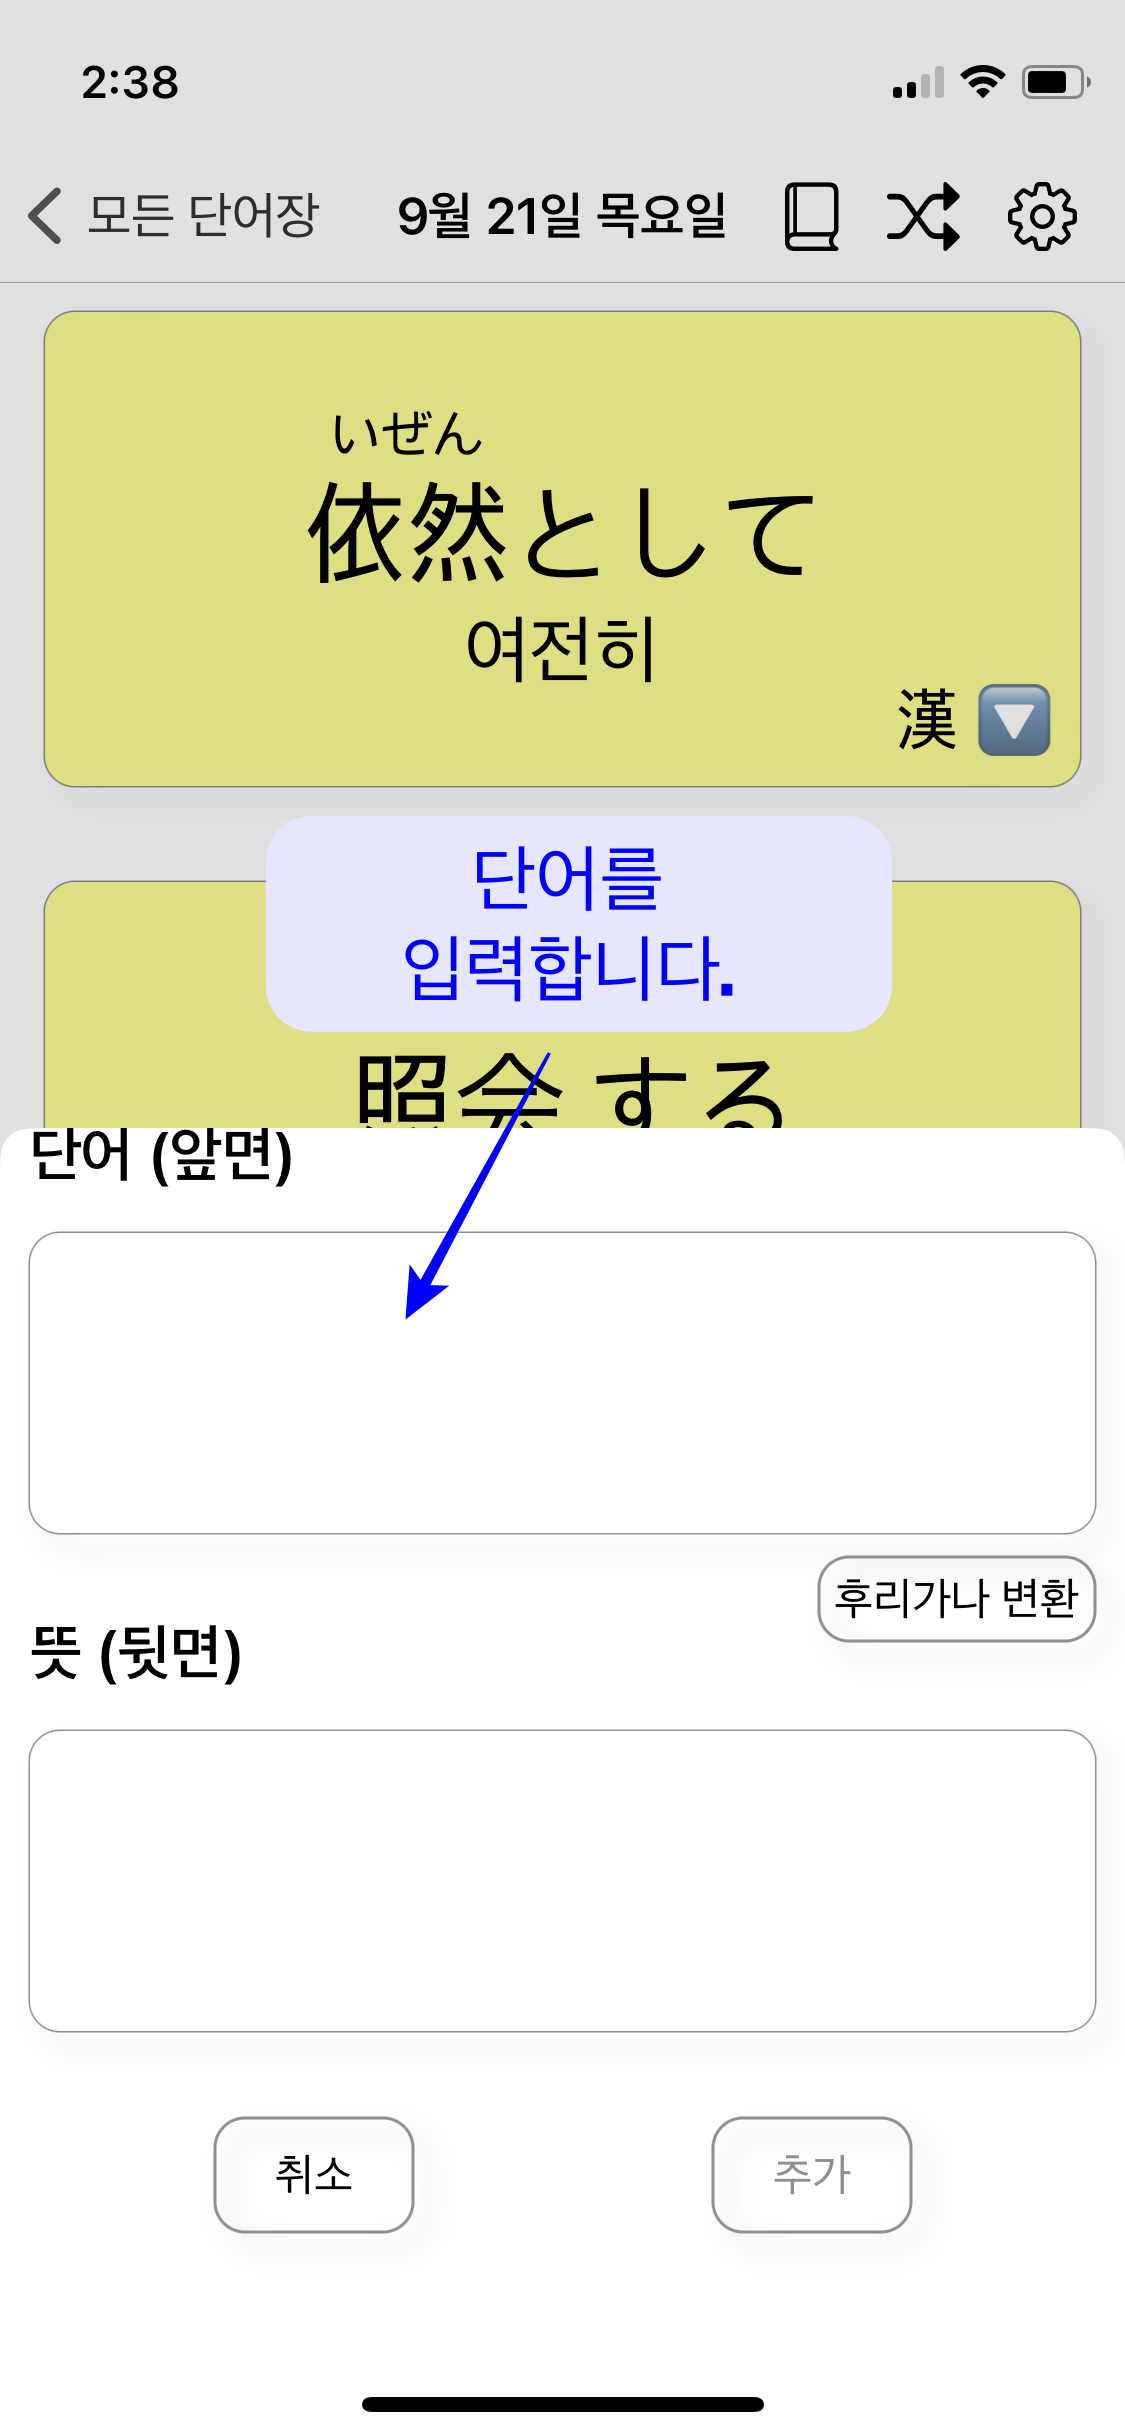 2:38
모든 단어장
9월 21일 목요일
いぜん
依然として
여전히
漢
단어를
입력합니다.
照会 する
단어 (앞면)
후리가나 변환
뜻 (뒷면)
취소
추가